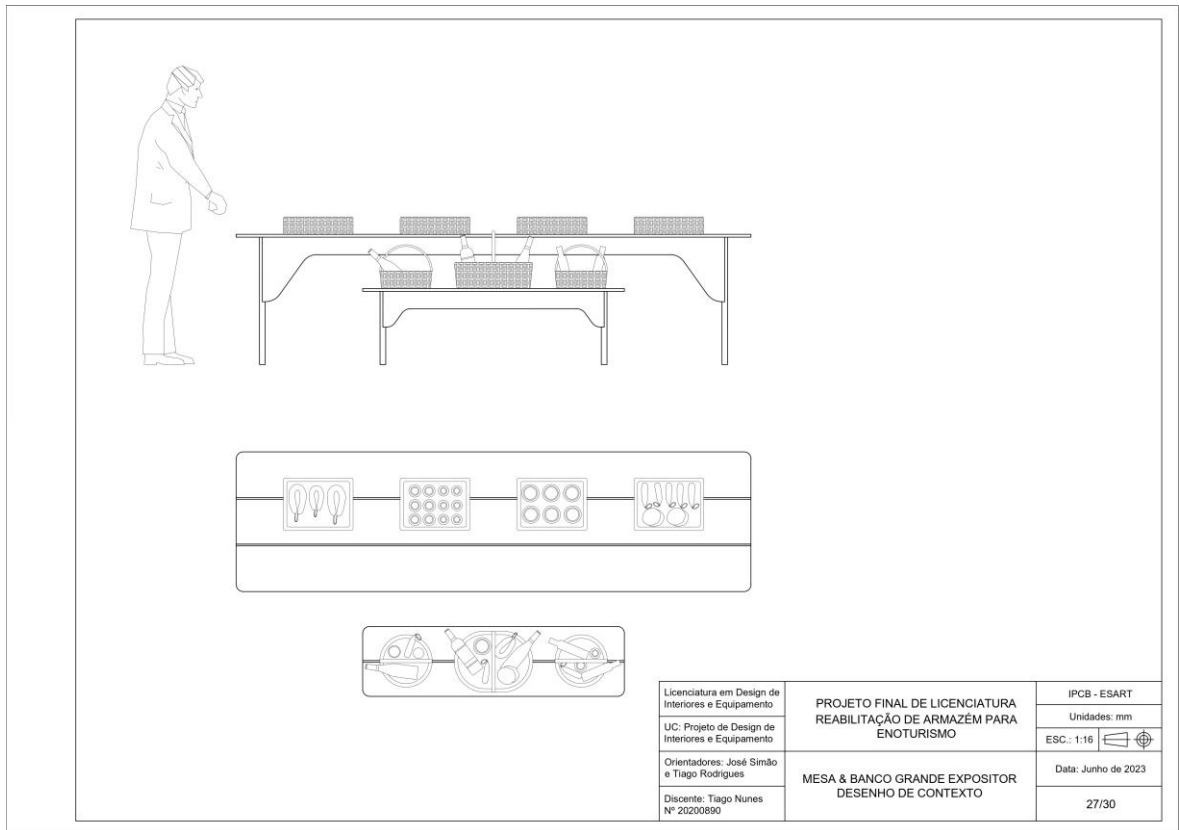 Licenciatura em Design de
Interiores e Equipamento
UC: Projeto de Design de
Interiores e Equipamento
Orientadores: José Simão
e Tiago Rodrigues
Discente: Tiago Nunes
Nº 20200890
PROJETO FINAL DE LICENCIATURA
REABILITAÇÃO DE ARMAZÉM PARA
ENOTURISMO
MESA & BANCO GRANDE EXPOSITOR
DESENHO DE CONTEXTO
IPCB - ESART
Unidades: mm
ESC.: 1:16
Data: Junho de 2023
27/30